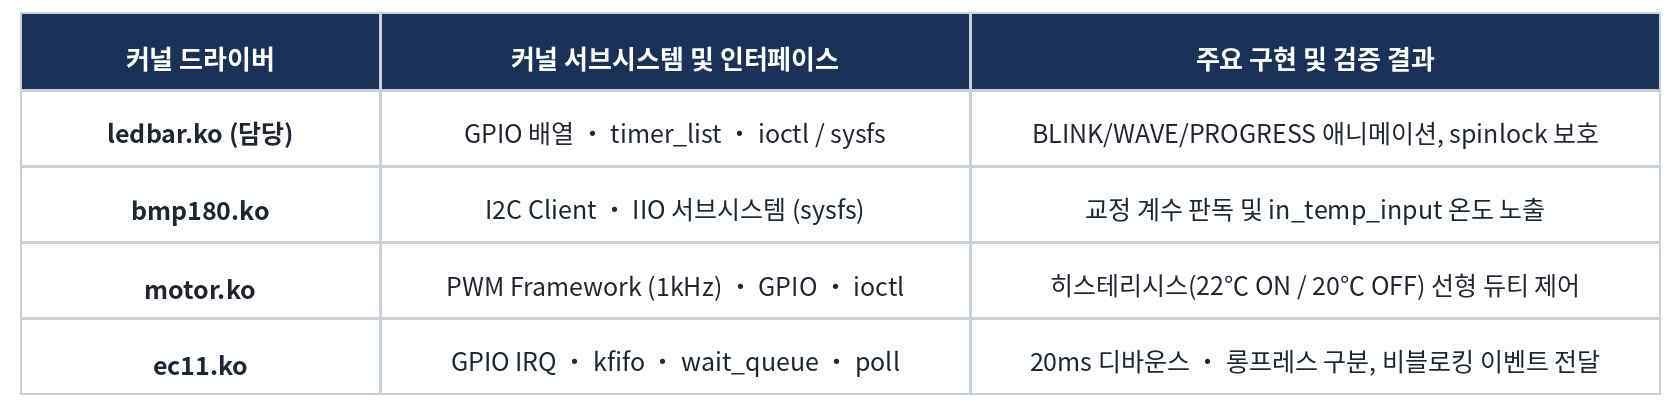 커널 드라이버 커널 서브시스템 및 인터페이스 주요 구현 및 검증 결과
ledbar.ko (담당) GPIO 배열 • timer_list • ioctl / sysfs BLINK/WAVE/PROGRESS 애니메이션, spinlock 보호
bmp180.ko I2C Client • IIO 서브시스템 (sysfs) 교정 계수 판독 및 in_temp_input 온도 노출
motor.ko PWM Framework (1kHz) • GPIO • ioctl 히스테리시스(22°C ON / 20°C OFF) 선형 듀티 제어
ec11.ko GPIO IRQ • kfifo • wait_queue • poll 20ms 디바운스 • 롱프레스 구분, 비블로킹 이벤트 전달